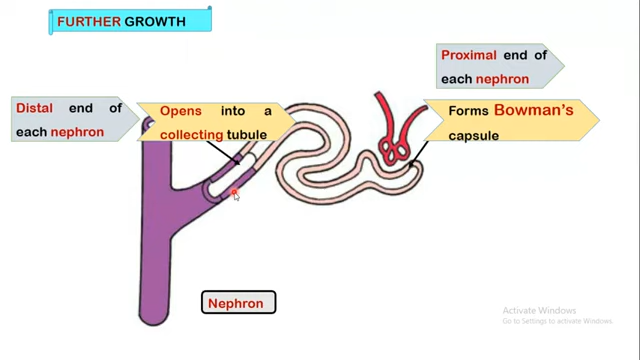 FURTHER GROWTH
Proximal end of
each nephron
Distal end of
each nephron
Opens into a
collecting tubule
Forms Bowman's
capsule
Nephron
Activate Windows
Go to Settings to activate Windows.